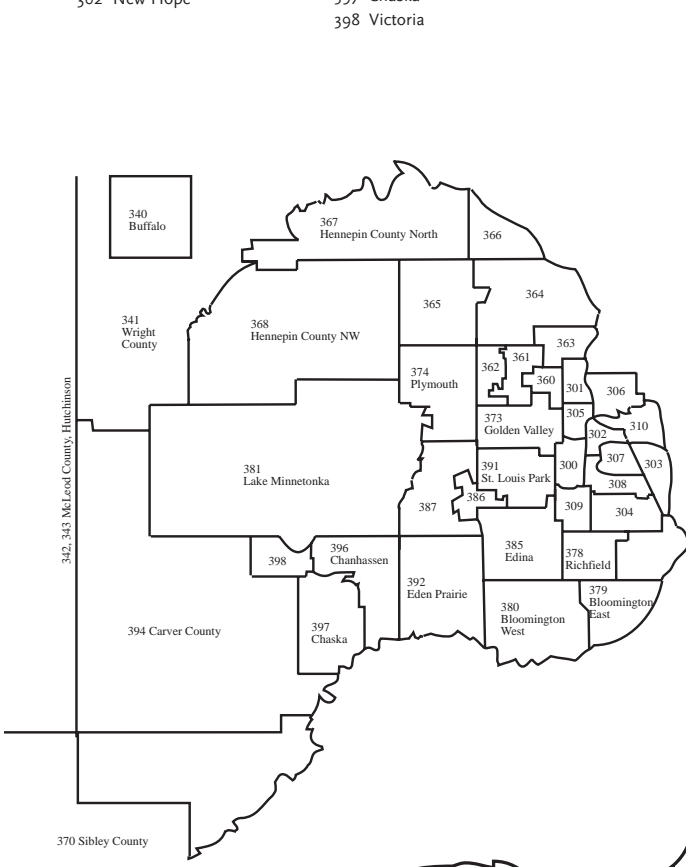 362 New Hope
397 Chaska
398 Victoria
340
Buffalo
367
Hennepin County North
366
341
Wright
County
368
Hennepin County NW
365
364
363
362
361
360
301
306
374
Plymouth
373
Golden Valley
305
302
310
342, 343 McLeod County, Hutchinson
381
Lake Minnetonka
391
St. Louis Park
300
307
303
308
387
386
309
304
398
396
Chanhassen
385
Edina
378
Richfield
392
Eden Prairie
379
Bloomington
East
380
Bloomington
West
394 Carver County
397
Chaska
370 Sibley County